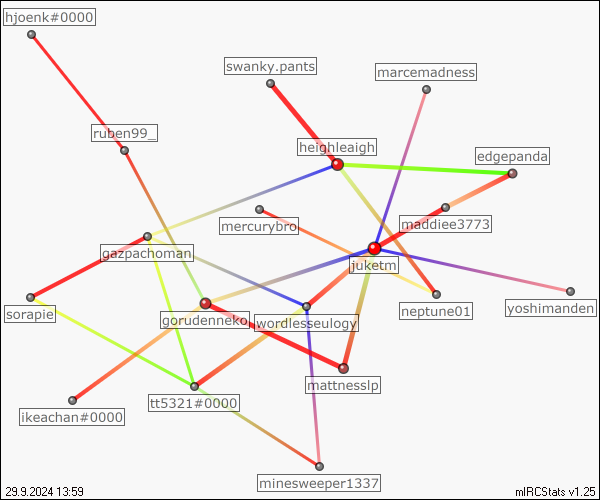 hjoenk#0000
swanky.pants
marcemadness
ruben99_
heighleaigh
edgepanda
mercurybro
maddiee3773
gazpachoman
juketm
sorapie
gorudenneko
wordlesseulogy
neptune01
yoshimanden
mattnesslp
ikeachan#0000
tt5321#0000
minesweeper1337
29.9.2024 13:59
mIRCStats v1.25